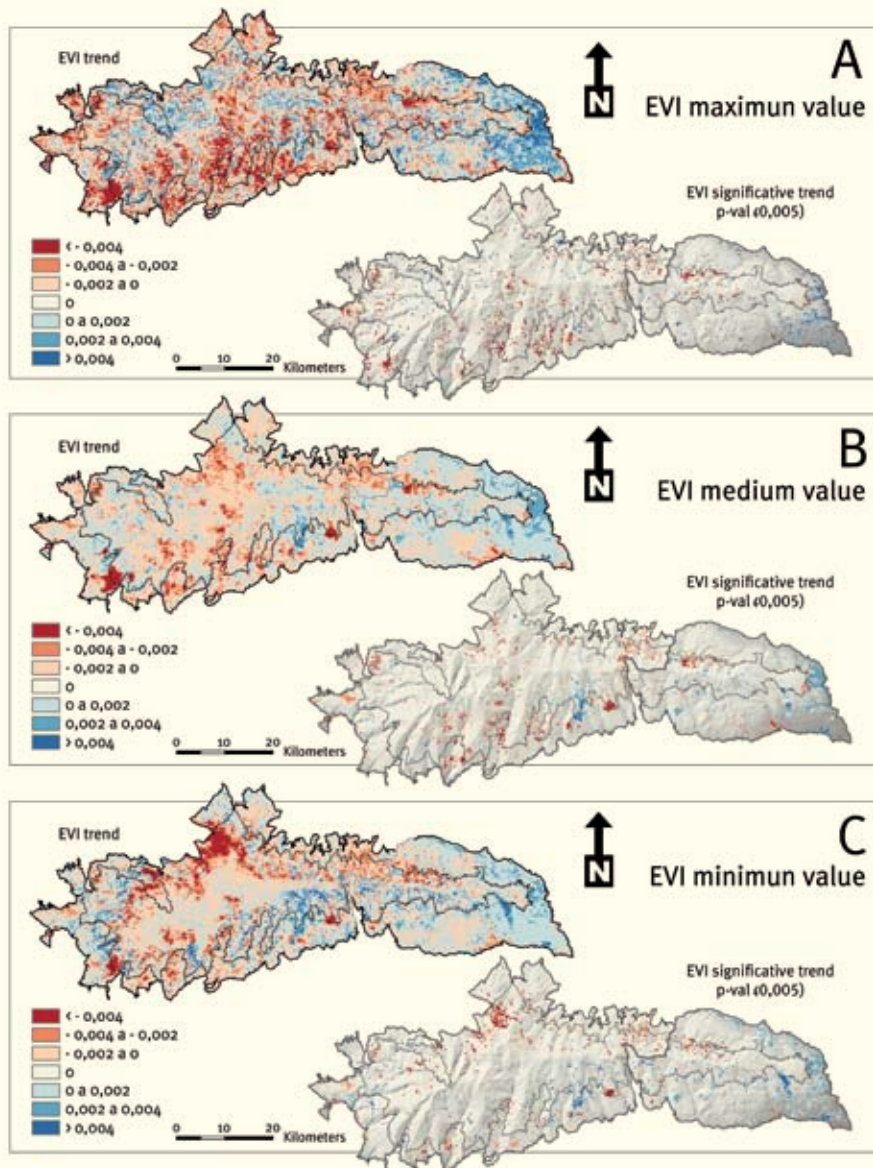 A
EVI trend
N
EVI maximun value
EVI significative trend
p-val ‹0,005)
‹ - 0,004
- 0,004 a - 0,002
- 0,002 a 0
0
0 a 0,002
0,002 a 0,004
› 0,004
0 10 20
Kilometers
B
EVI trend
N
EVI medium value
EVI significative trend
p-val ‹0,005)
‹ - 0,004
- 0,004 a - 0,002
- 0,002 a 0
0
0 a 0,002
0,002 a 0,004
› 0,004
0 10 20
Kilometers
C
EVI trend
N
EVI minimun value
EVI significative trend
p-val ‹0,005)
‹ - 0,004
- 0,004 a - 0,002
- 0,002 a 0
0
0 a 0,002
0,002 a 0,004
› 0,004
0 10 20
Kilometers